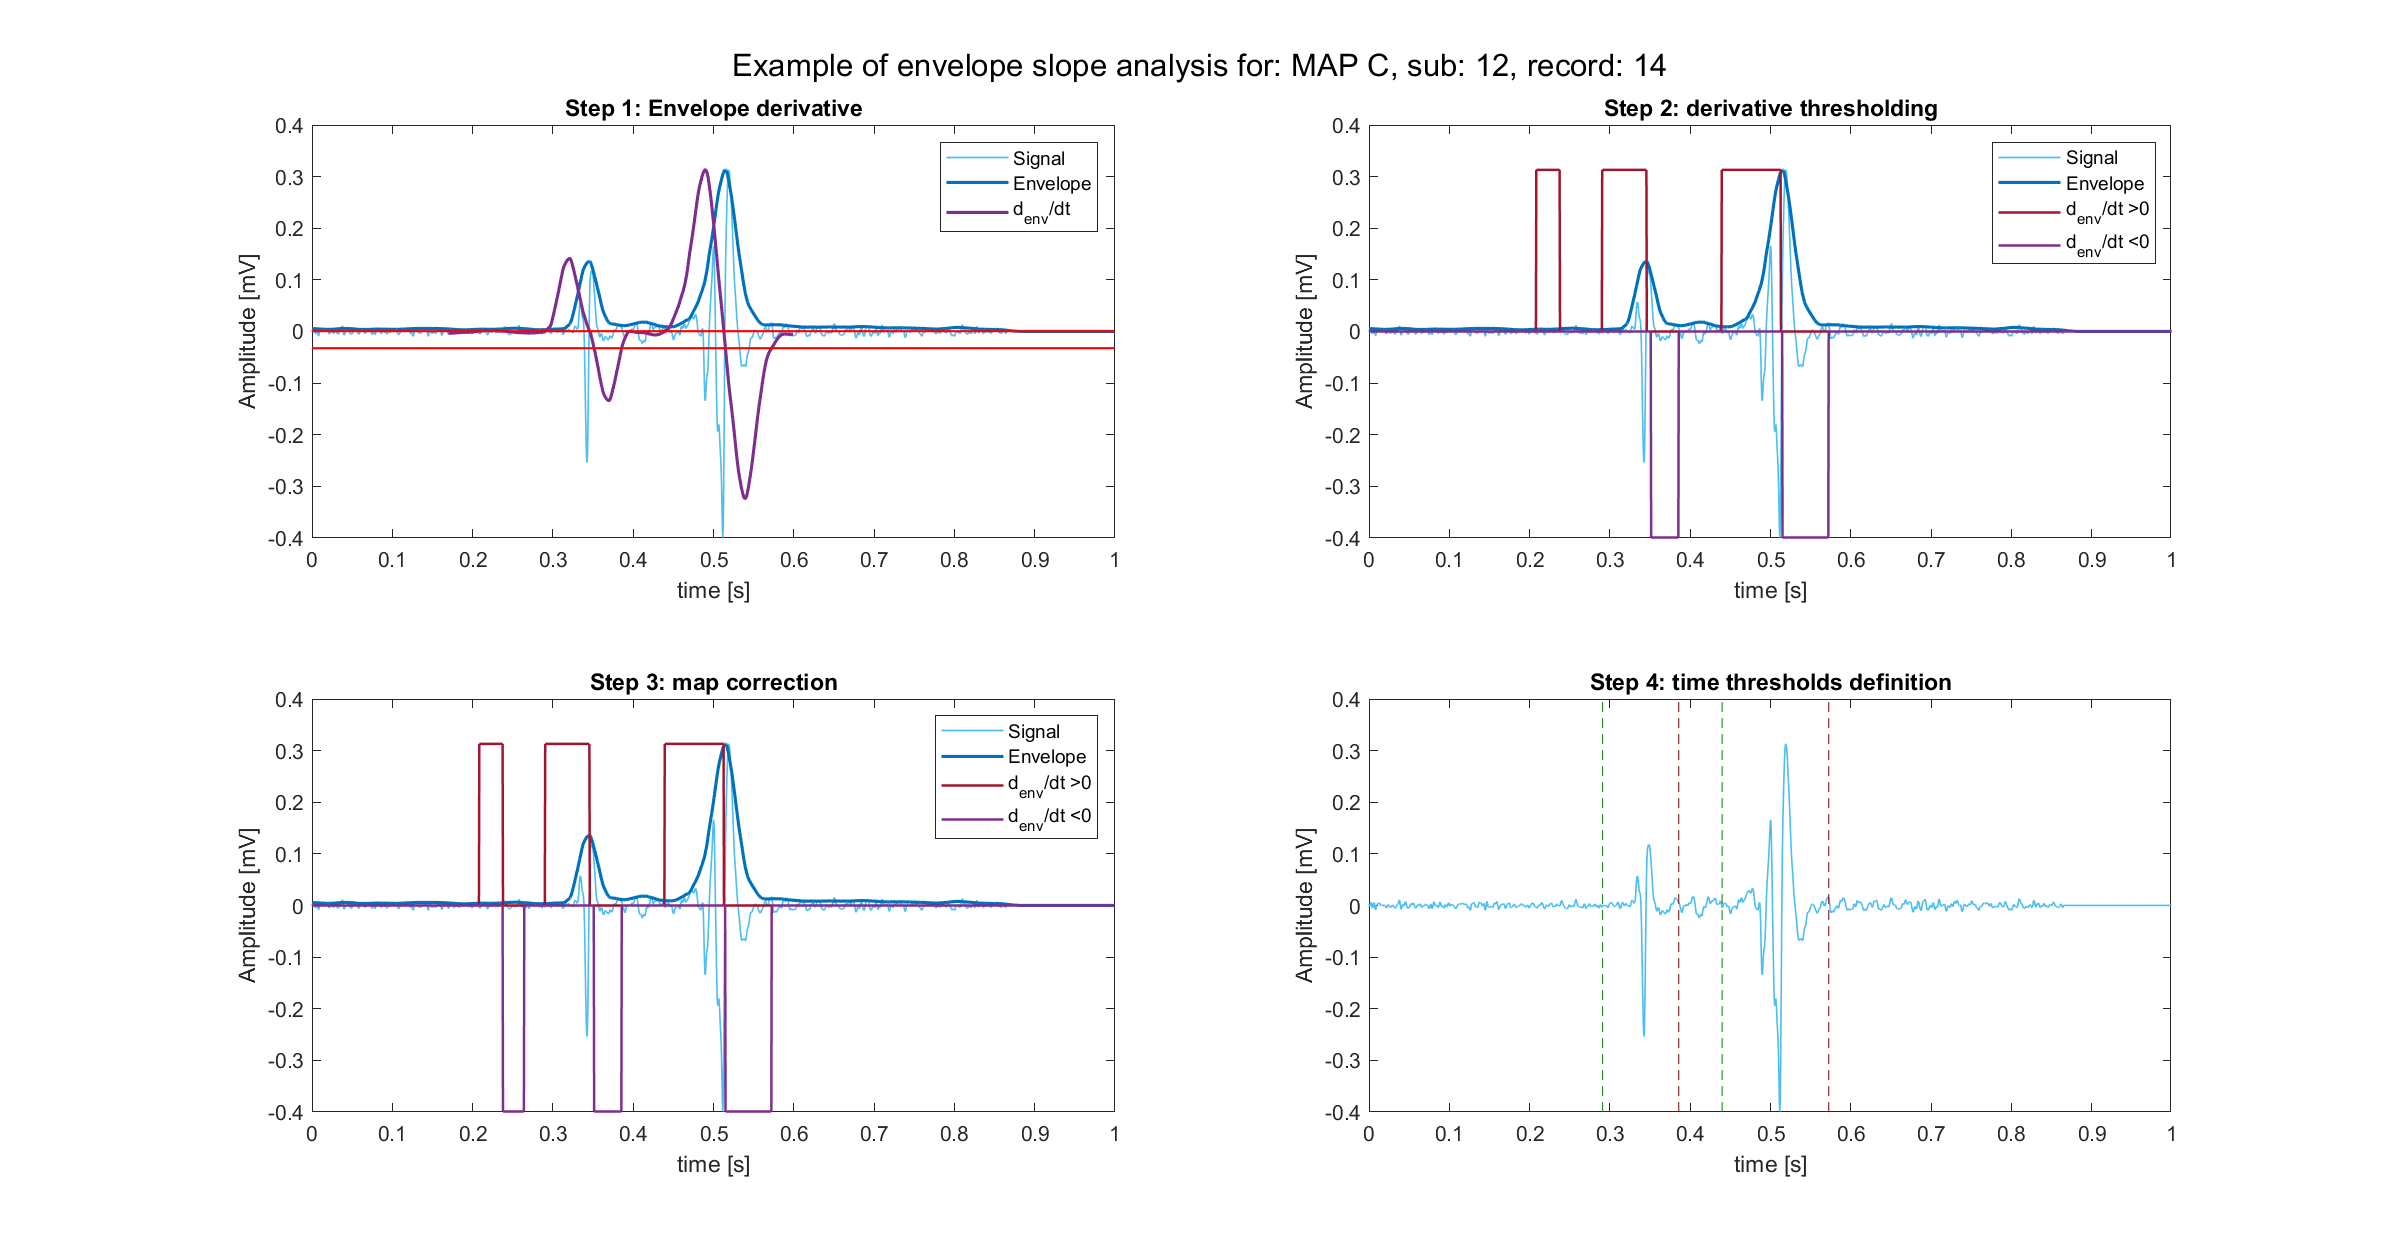 Example of envelope slope analysis for: MAP C, sub: 12, record: 14
Step 1: Envelope derivative
0.4
0.3
0.2
0.1
0
-0.1
-0.2
-0.3
-0.4
Amplitude [mV]
0 0.1 0.2 0.3 0.4 0.5 0.6 0.7 0.8 0.9 1
time [s]
Signal
Envelope
d_env/dt
Step 2: derivative thresholding
0.4
0.3
0.2
0.1
0
-0.1
-0.2
-0.3
-0.4
Amplitude [mV]
0 0.1 0.2 0.3 0.4 0.5 0.6 0.7 0.8 0.9 1
time [s]
Signal
Envelope
d_env/dt >0
d_env/dt <0
Step 3: map correction
0.4
0.3
0.2
0.1
0
-0.1
-0.2
-0.3
-0.4
Amplitude [mV]
0 0.1 0.2 0.3 0.4 0.5 0.6 0.7 0.8 0.9 1
time [s]
Signal
Envelope
d_env/dt >0
d_env/dt <0
Step 4: time thresholds definition
0.4
0.3
0.2
0.1
0
-0.1
-0.2
-0.3
-0.4
Amplitude [mV]
0 0.1 0.2 0.3 0.4 0.5 0.6 0.7 0.8 0.9 1
time [s]